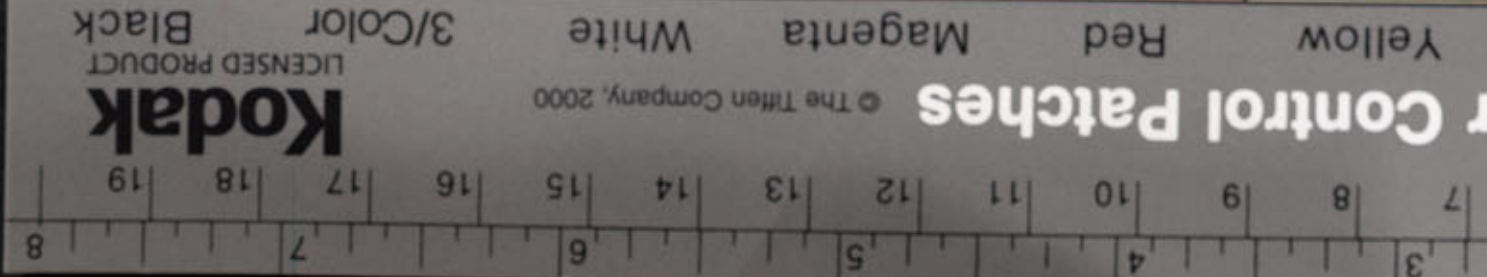 3 4 5 6 7 8
7 8 9 10 11 12 13 14 15 16 17 18 19
r Control Patches © The Tiffen Company, 2000 Kodak
LICENSED PRODUCT
Yellow Red Magenta White 3/Color Black